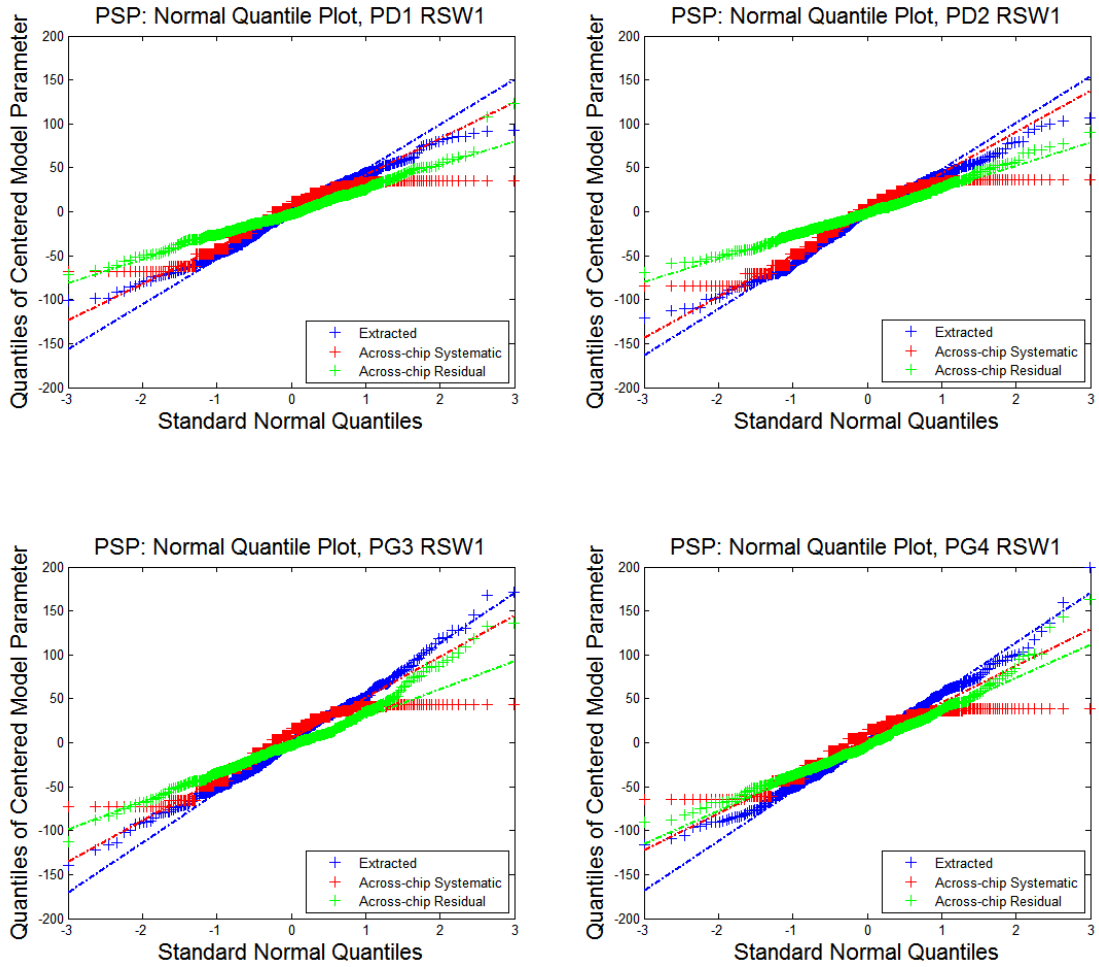 PSP: Normal Quantile Plot, PD1 RSW1
Quantiles of Centered Model Parameter
200
150
100
50
0
-50
-100
-150
-200
-3
-2
-1
0
1
2
3
Standard Normal Quantiles
Extracted
Across-chip Systematic
Across-chip Residual
PSP: Normal Quantile Plot, PD2 RSW1
Quantiles of Centered Model Parameter
200
150
100
50
0
-50
-100
-150
-200
-3
-2
-1
0
1
2
3
Standard Normal Quantiles
Extracted
Across-chip Systematic
Across-chip Residual
PSP: Normal Quantile Plot, PG3 RSW1
Quantiles of Centered Model Parameter
200
150
100
50
0
-50
-100
-150
-200
-3
-2
-1
0
1
2
3
Standard Normal Quantiles
Extracted
Across-chip Systematic
Across-chip Residual
PSP: Normal Quantile Plot, PG4 RSW1
Quantiles of Centered Model Parameter
200
150
100
50
0
-50
-100
-150
-200
-3
-2
-1
0
1
2
3
Standard Normal Quantiles
Extracted
Across-chip Systematic
Across-chip Residual